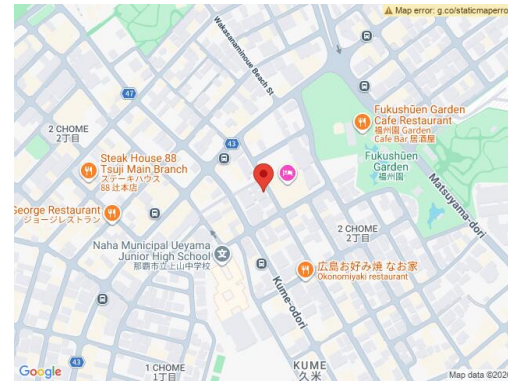 Map error: g.co/staticmaperro
Wakasanaminoue Beach St
47
2 CHOME
2丁目
43
Fukushūen Garden
Cafe Restaurant
福州園 Garden
Cafe Bar 居酒屋
Steak House 88
Tsuji Main Branch
ステーキハウス
88 辻本店
Fukushūen
Garden
福州園
Matsuyama-dori
George Restaurant
ジョージレストラン
2 CHOME
2丁目
Naha Municipal Ueyama
Junior High School
那覇市立上山中学校
広島お好み焼 なお家
Okonomiyaki restaurant
Kume-odori
43
1 CHOME
1丁目
KUME
久米
Google
Map data ©2026